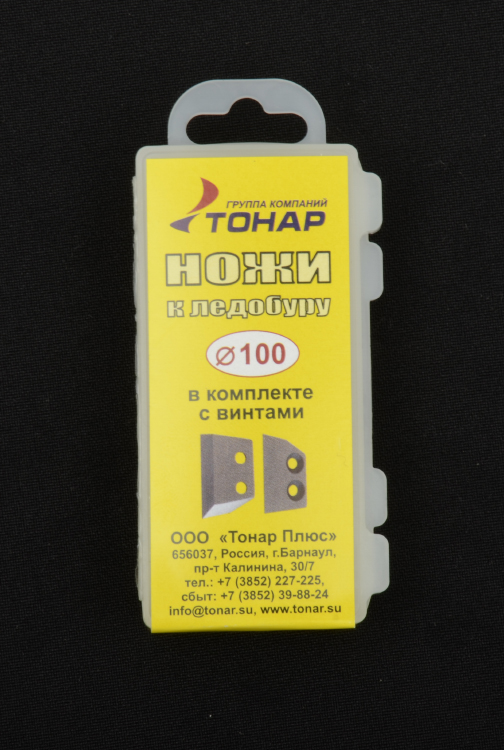 ГРУППА КОМПАНИЙ
ТОНАР
НОЖИ
к ледобуру
⌀100
в комплекте
с винтами
ООО «Тонар Плюс»
656037, Россия, г.Барнаул,
пр-т Калинина, 30/7
тел.: +7 (3852) 227-225,
сбыт: +7 (3852) 39-88-24
info@tonar.su, www.tonar.su